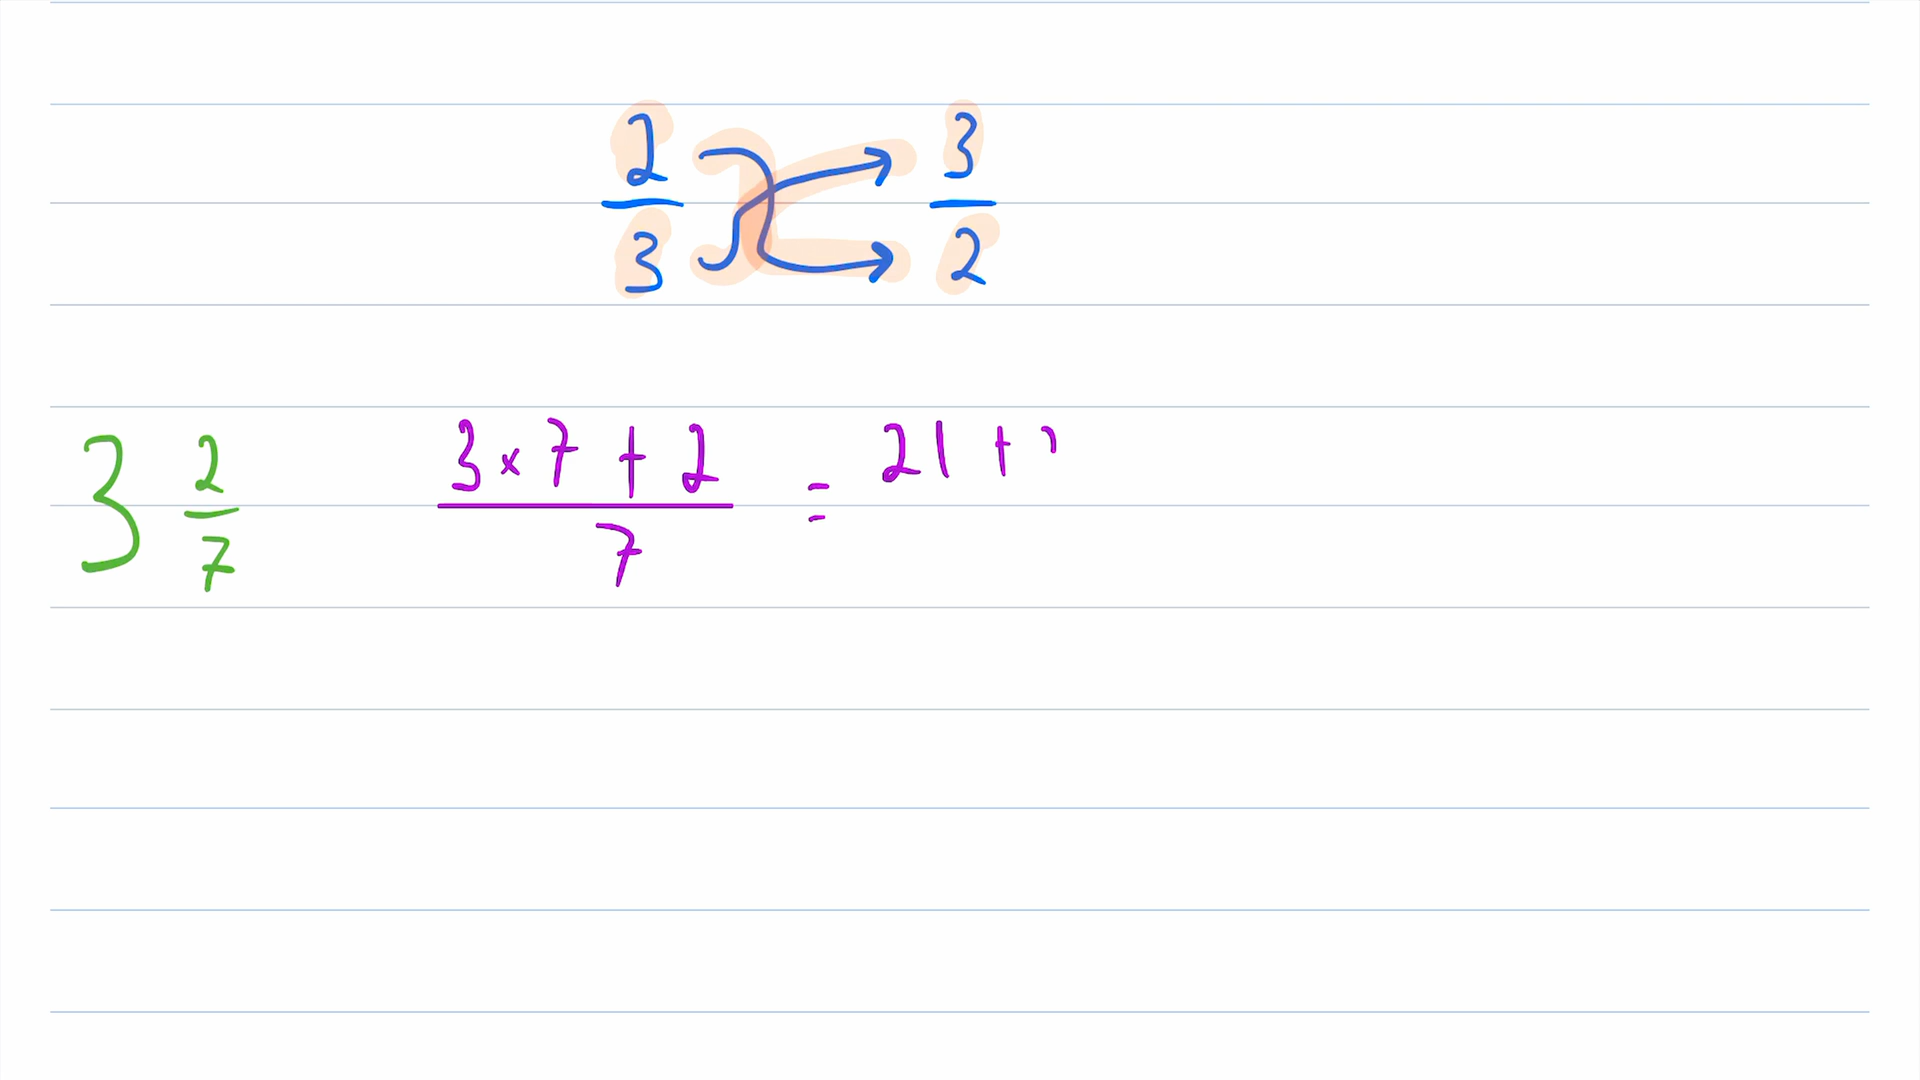 2/3 3/2
3 2/7 (3 × 7 + 2)/7 = 21 +